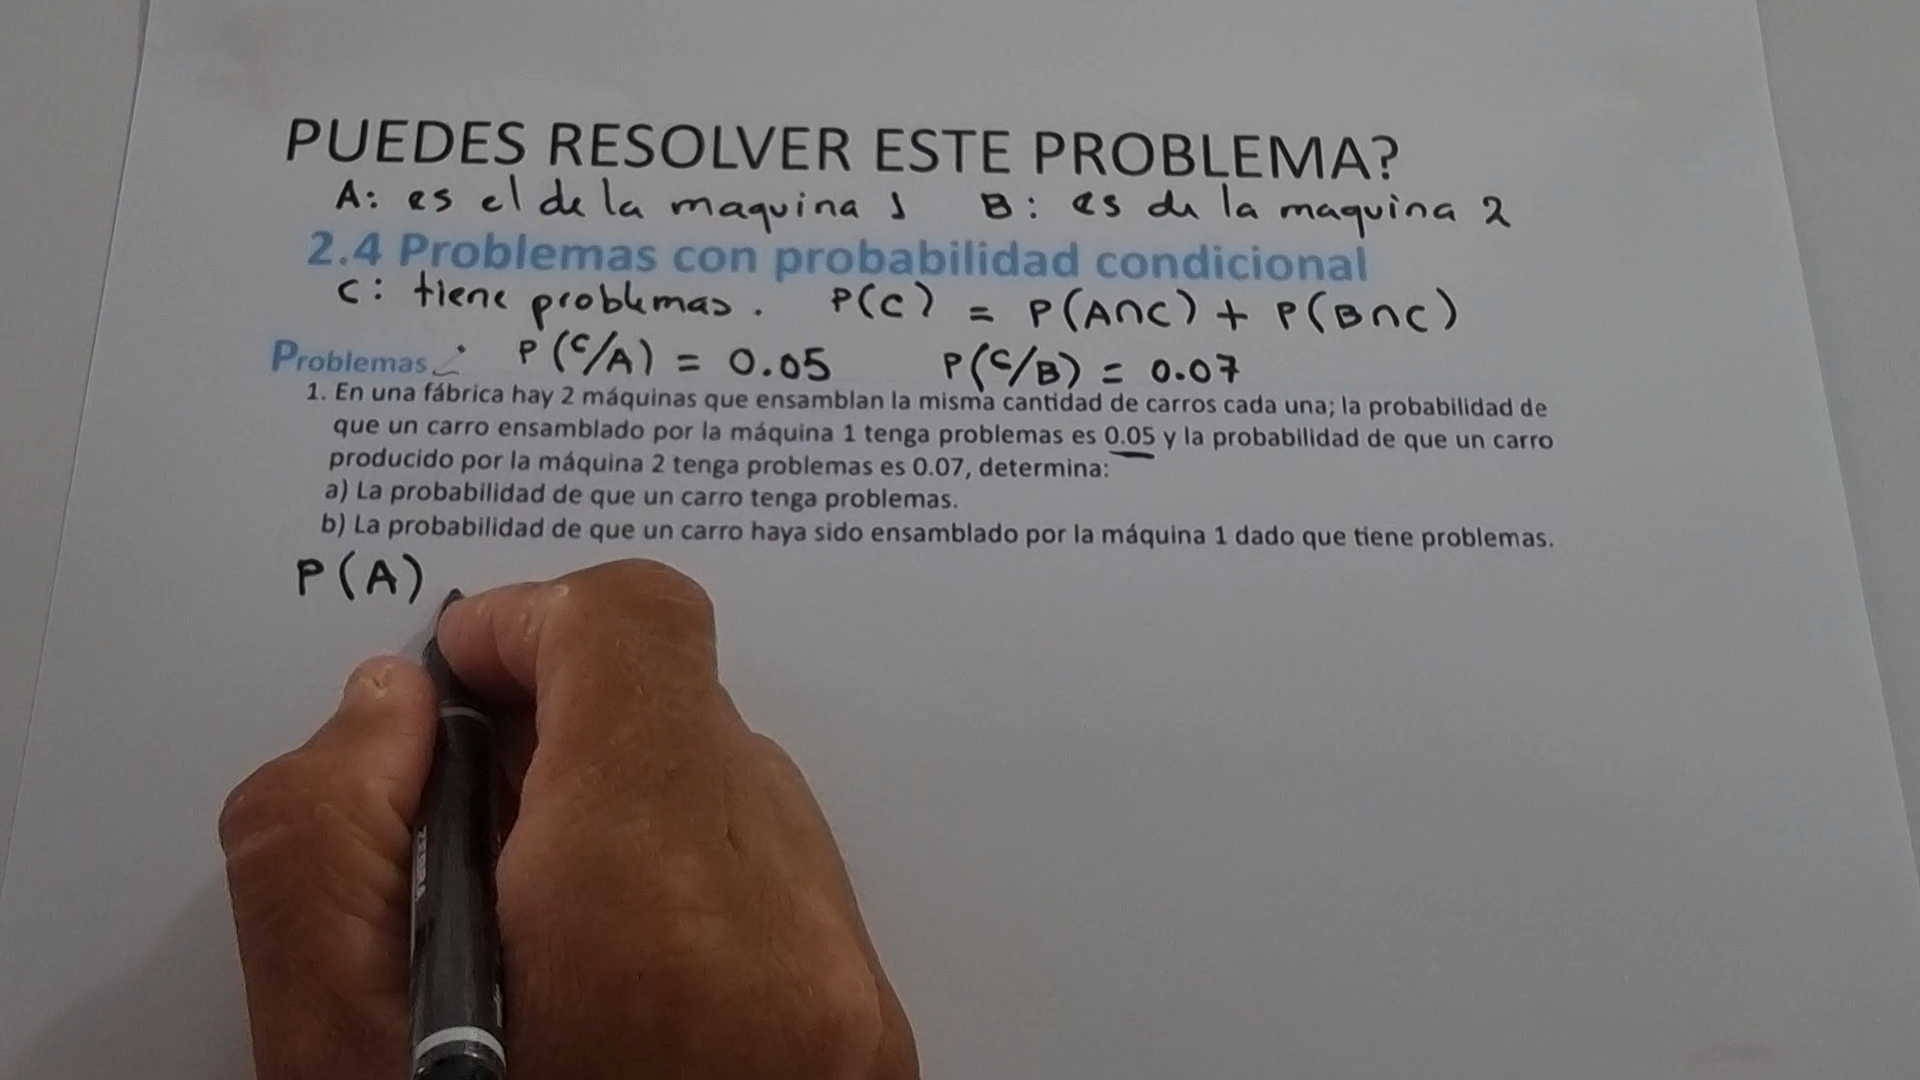 PUEDES RESOLVER ESTE PROBLEMA?
A: es el de la maquina 1 B: es de la maquina 2
2.4 Problemas con probabilidad condicional
C: tiene problemas. P(C) = P(A∩C) + P(B∩C)
Problemas: P(C/A) = 0.05 P(C/B) = 0.07
1. En una fábrica hay 2 máquinas que ensamblan la misma cantidad de carros cada una; la probabilidad de
que un carro ensamblado por la máquina 1 tenga problemas es 0.05 y la probabilidad de que un carro
producido por la máquina 2 tenga problemas es 0.07, determina:
a) La probabilidad de que un carro tenga problemas.
b) La probabilidad de que un carro haya sido ensamblado por la máquina 1 dado que tiene problemas.
P(A)